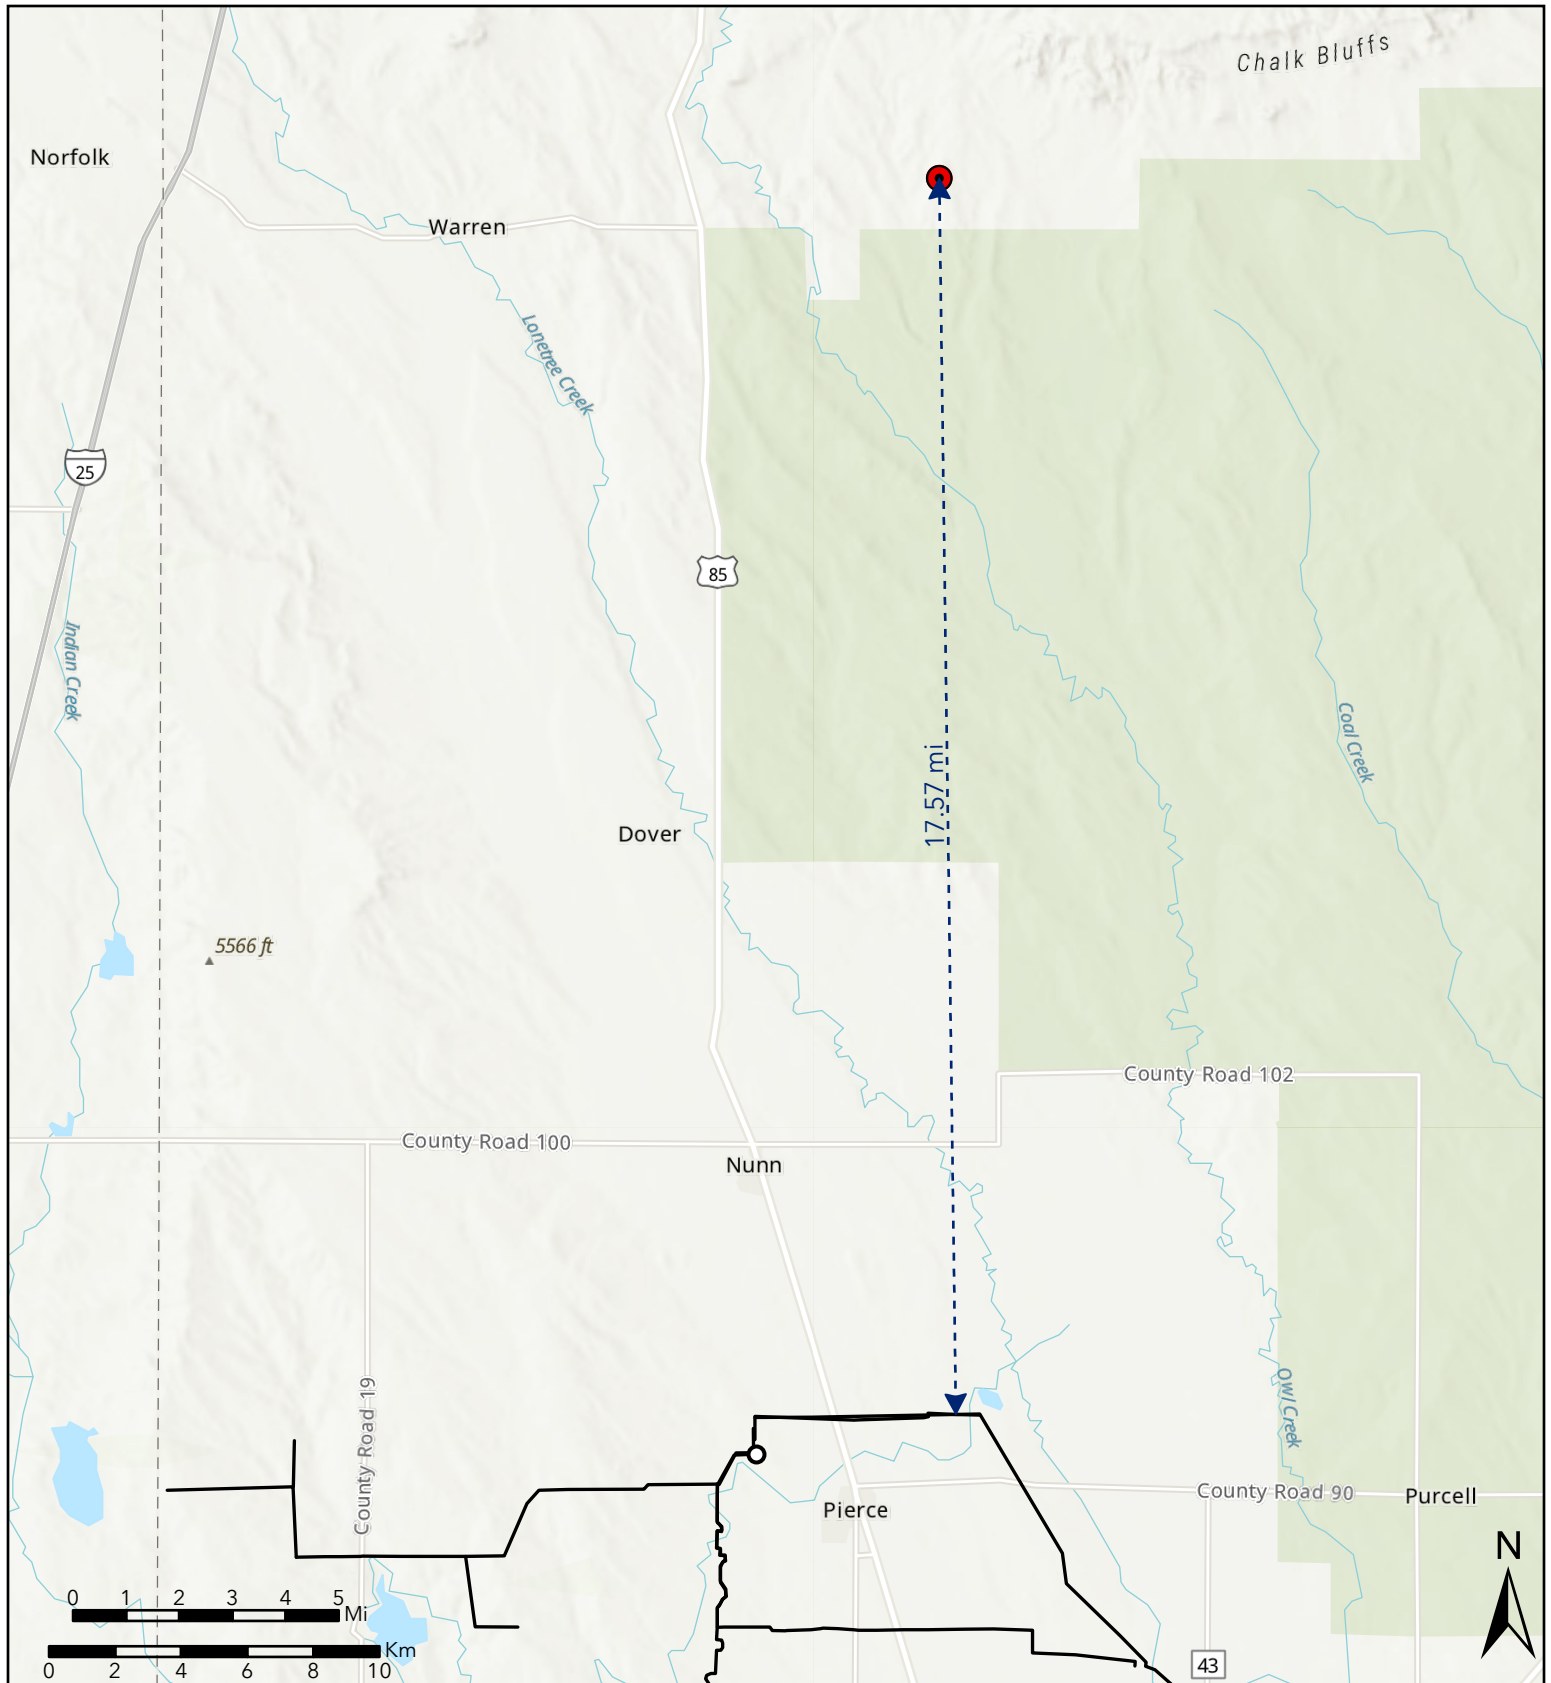 Chalk Bluffs
Norfolk
Warren
Lonetree Creek
25
85
Indian Creek
Coal Creek
17.57 mi
Dover
5566 ft
County Road 102
County Road 100
Nunn
County Road 19
Owl Creek
County Road 90
Purcell
Pierce
N
0 1 2 3 4 5
Mi
Km
0 2 4 6 8 10
43